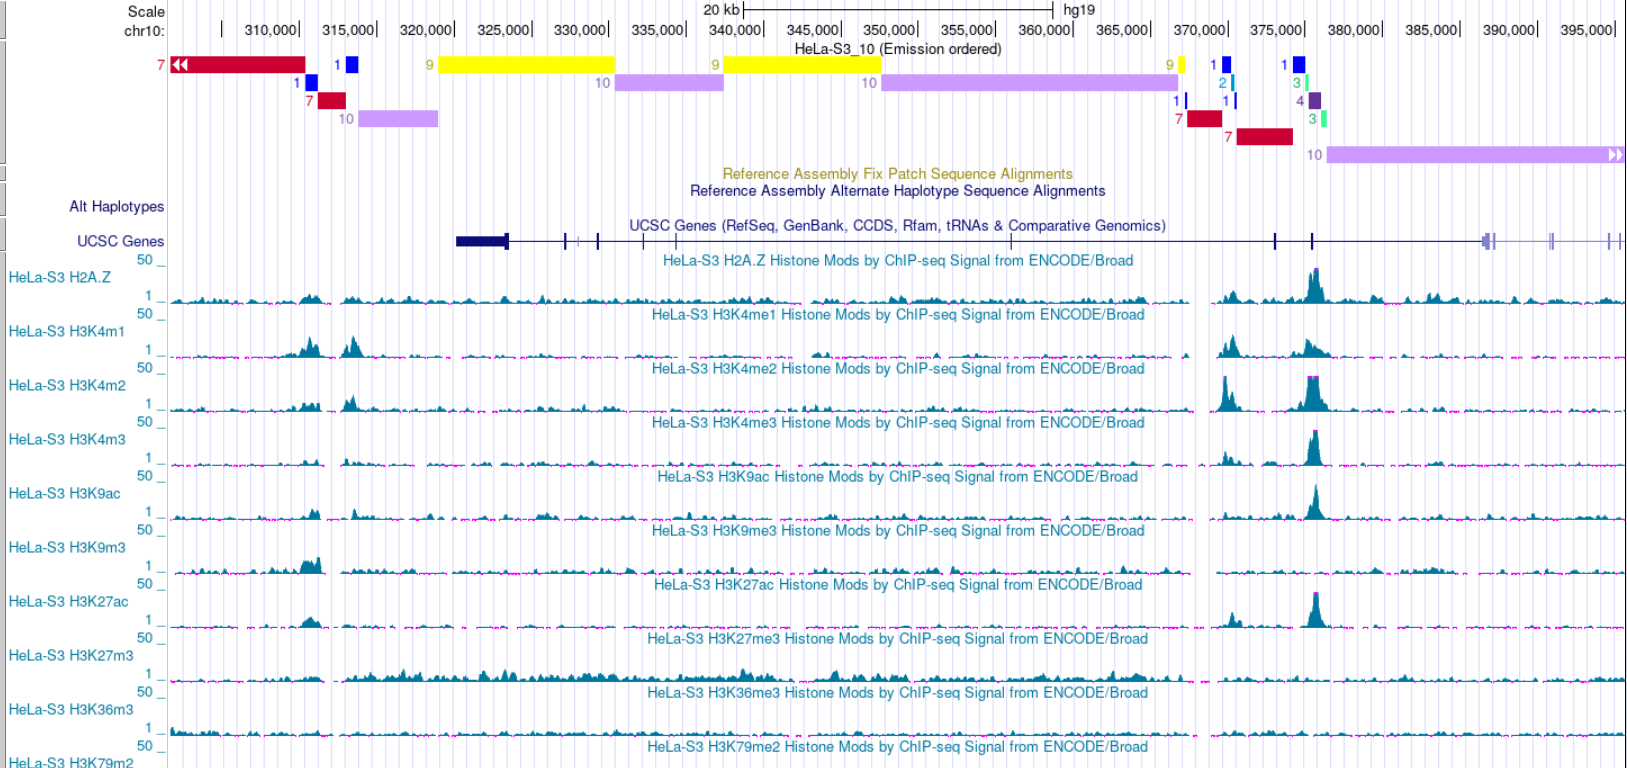 Scale 20 kb hg19
chr10: 310,000 315,000 320,000 325,000 330,000 335,000 340,000 345,000 350,000 355,000 360,000 365,000 370,000 375,000 380,000 385,000 390,000 395,000
HeLa-S3_10 (Emission ordered)
7 1 9 9 9 1 1
1 10 10 2 3
7 1 1 4
10 7 3
7
10
Reference Assembly Fix Patch Sequence Alignments
Reference Assembly Alternate Haplotype Sequence Alignments
Alt Haplotypes
UCSC Genes (RefSeq, GenBank, CCDS, Rfam, tRNAs & Comparative Genomics)
UCSC Genes
50 HeLa-S3 H2A.Z Histone Mods by ChIP-seq Signal from ENCODE/Broad
HeLa-S3 H2A.Z
1
50 HeLa-S3 H3K4me1 Histone Mods by ChIP-seq Signal from ENCODE/Broad
HeLa-S3 H3K4m1
1
50 HeLa-S3 H3K4me2 Histone Mods by ChIP-seq Signal from ENCODE/Broad
HeLa-S3 H3K4m2
1
50 HeLa-S3 H3K4me3 Histone Mods by ChIP-seq Signal from ENCODE/Broad
HeLa-S3 H3K4m3
1
50 HeLa-S3 H3K9ac Histone Mods by ChIP-seq Signal from ENCODE/Broad
HeLa-S3 H3K9ac
1
50 HeLa-S3 H3K9me3 Histone Mods by ChIP-seq Signal from ENCODE/Broad
HeLa-S3 H3K9m3
1
50 HeLa-S3 H3K27ac Histone Mods by ChIP-seq Signal from ENCODE/Broad
HeLa-S3 H3K27ac
1
50 HeLa-S3 H3K27me3 Histone Mods by ChIP-seq Signal from ENCODE/Broad
HeLa-S3 H3K27m3
1
50 HeLa-S3 H3K36me3 Histone Mods by ChIP-seq Signal from ENCODE/Broad
HeLa-S3 H3K36m3
1
50 HeLa-S3 H3K79me2 Histone Mods by ChIP-seq Signal from ENCODE/Broad
HeLa-S3 H3K79m2